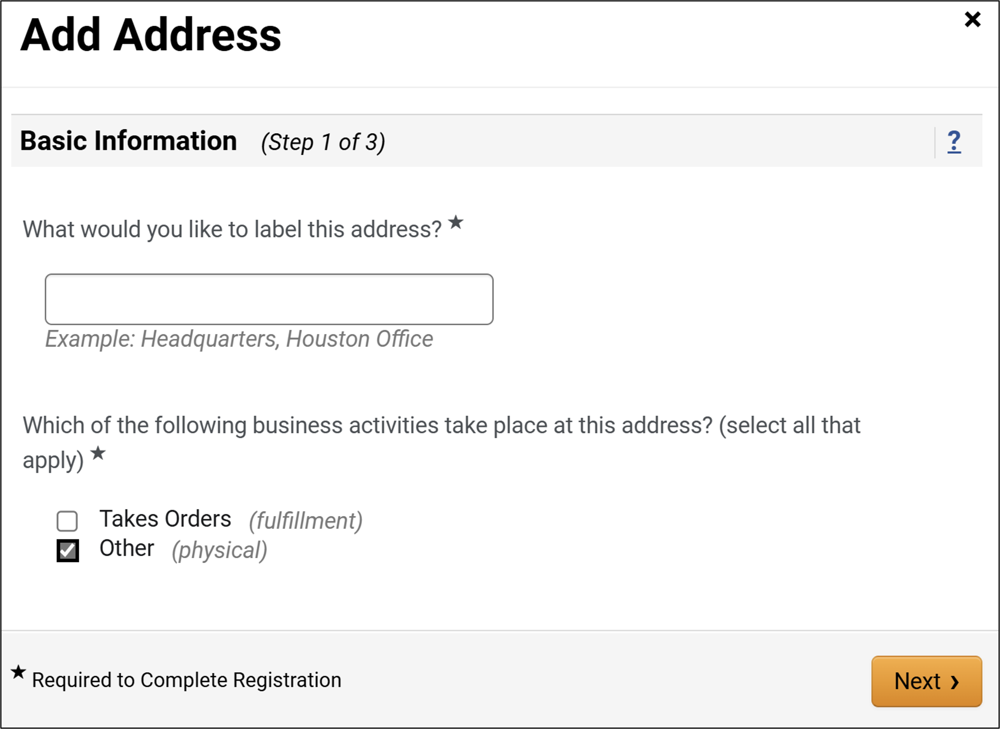 Add Address
×
Basic Information (Step 1 of 3) ?
What would you like to label this address? ★
Example: Headquarters, Houston Office
Which of the following business activities take place at this address? (select all that
apply) ★
Takes Orders (fulfillment)
Other (physical)
★ Required to Complete Registration
Next ›